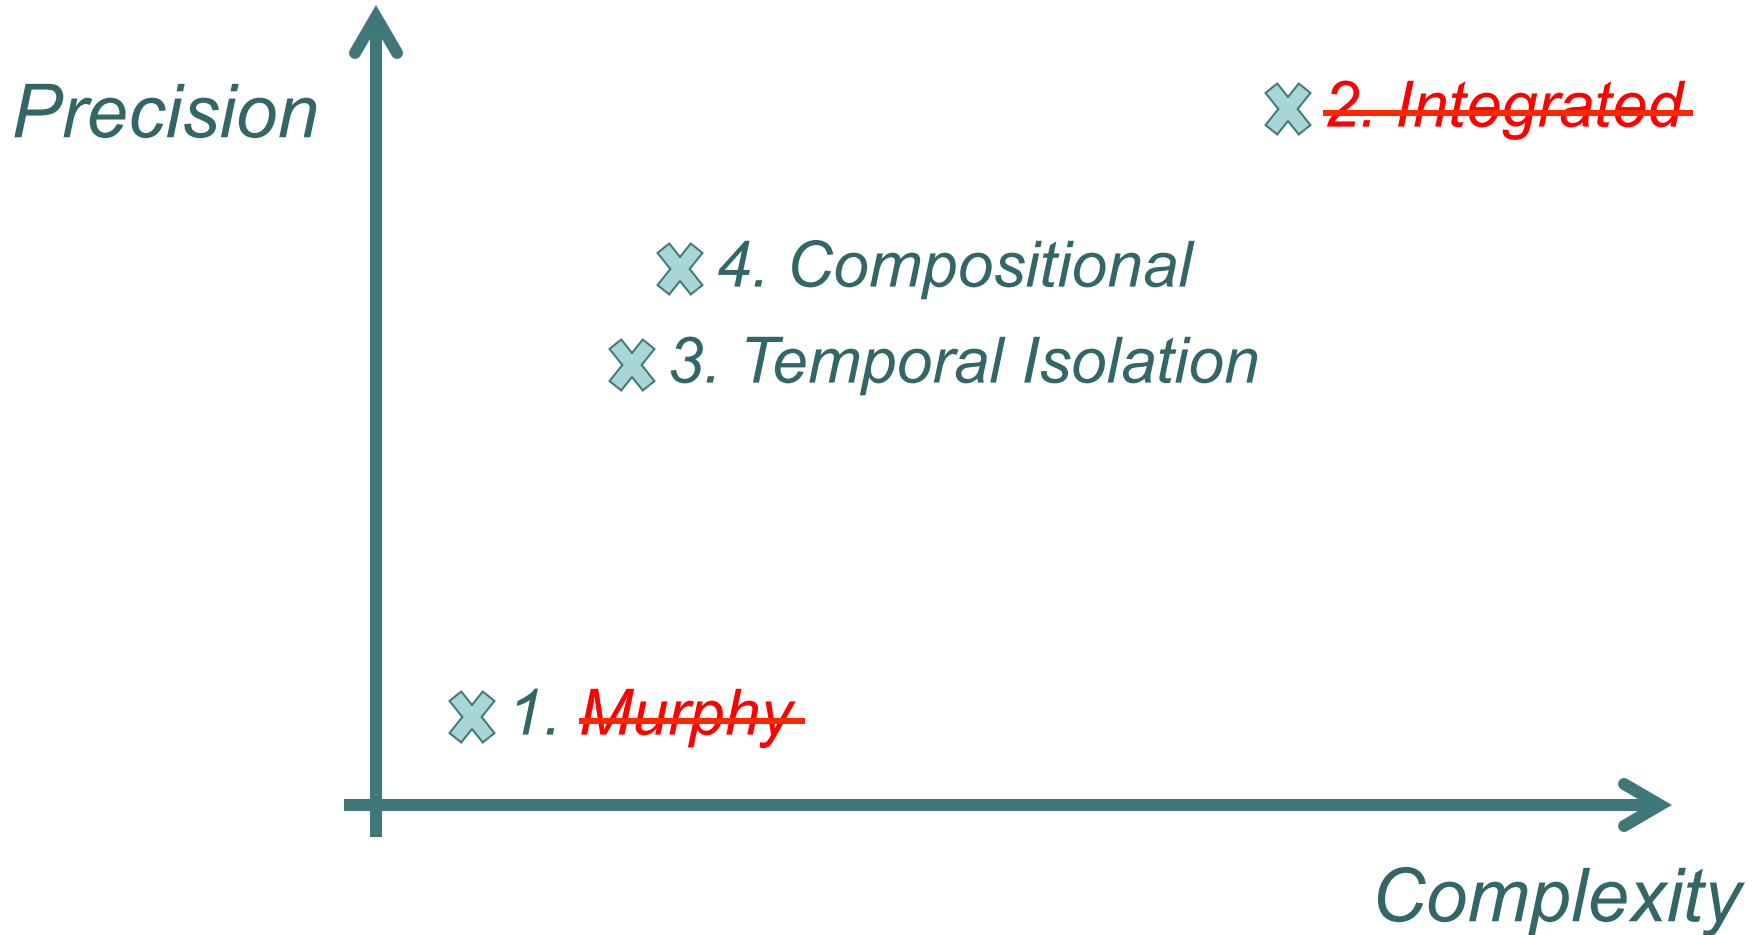 Precision
2. Integrated
4. Compositional
3. Temporal Isolation
1. Murphy
Complexity